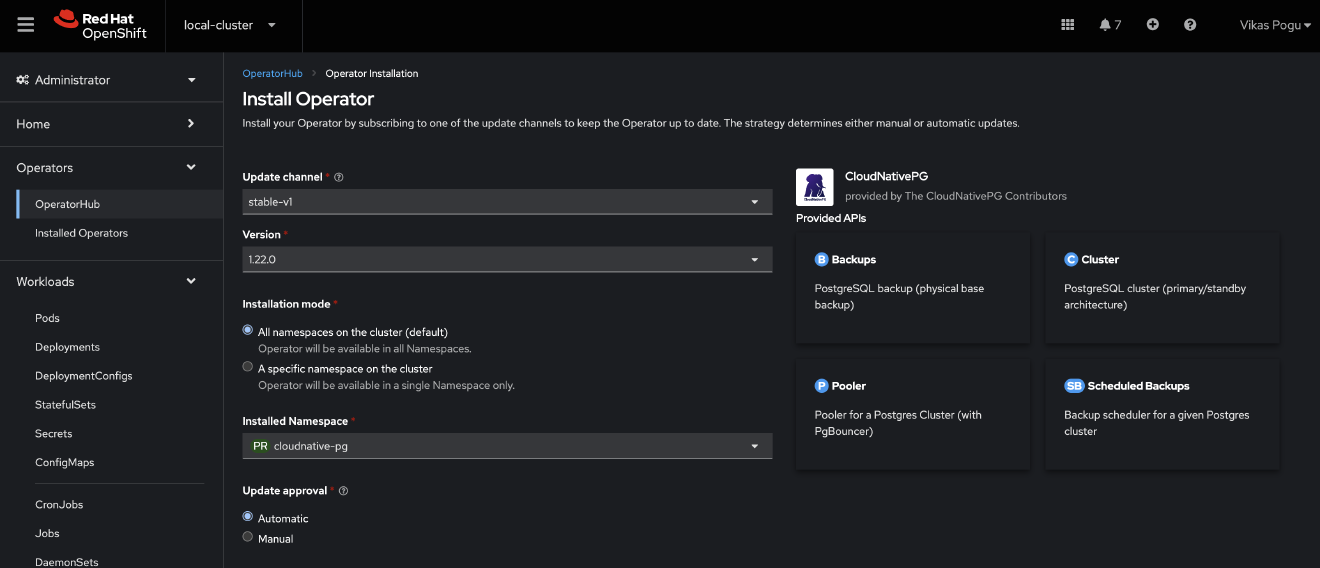 Red Hat
OpenShift
local-cluster
7
Vikas Pogu
Administrator
Home
Operators
OperatorHub
Installed Operators
Workloads
Pods
Deployments
DeploymentConfigs
StatefulSets
Secrets
ConfigMaps
CronJobs
Jobs
DaemonSets
OperatorHub > Operator Installation
Install Operator
Install your Operator by subscribing to one of the update channels to keep the Operator up to date. The strategy determines either manual or automatic updates.
Update channel *
stable-v1
Version *
1.22.0
Installation mode *
All namespaces on the cluster (default)
Operator will be available in all Namespaces.
A specific namespace on the cluster
Operator will be available in a single Namespace only.
Installed Namespace *
PR cloudnative-pg
Update approval *
Automatic
Manual
CloudNativePG
CloudNativePG
provided by The CloudNativePG Contributors
Provided APIs
B Backups
PostgreSQL backup (physical base
backup)
C Cluster
PostgreSQL cluster (primary/standby
architecture)
P Pooler
Pooler for a Postgres Cluster (with
PgBouncer)
SB Scheduled Backups
Backup scheduler for a given Postgres
cluster